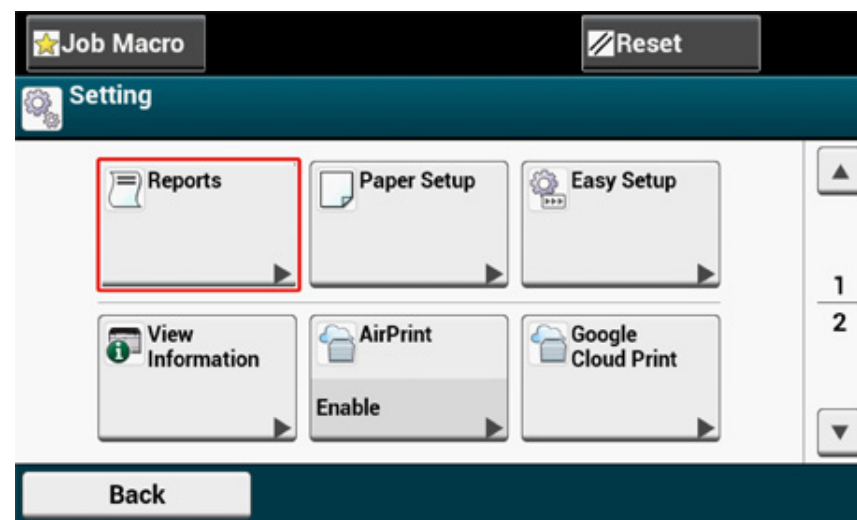 Job Macro
Reset
Setting
Reports
Paper Setup
Easy Setup
1
2
View
Information
AirPrint
Enable
Google
Cloud Print
Back